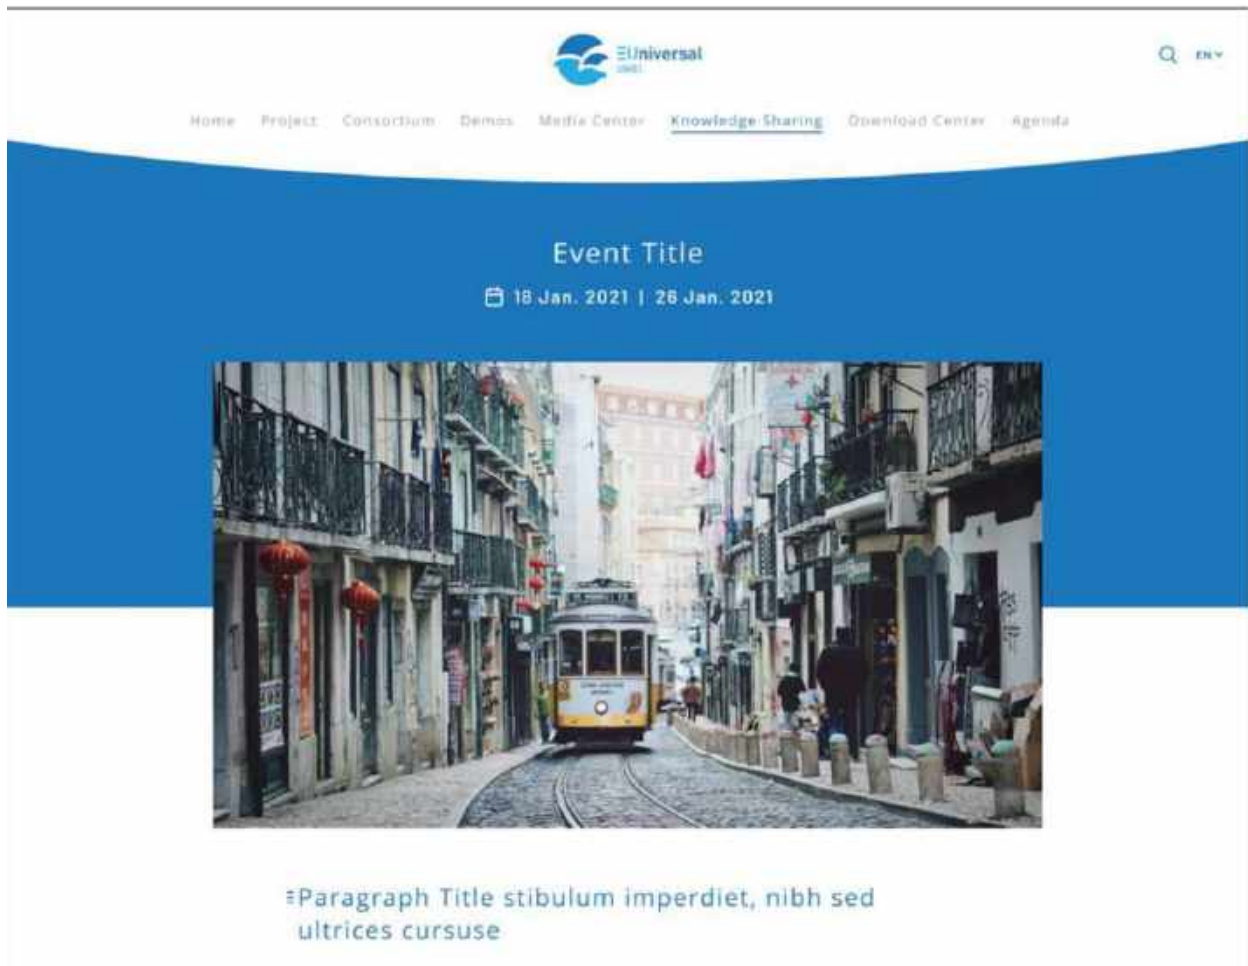 EUniversal
EN
Home Project Consortium Demos Media Center Knowledge Sharing Download Center Agenda
Event Title
18 Jan. 2021 | 26 Jan. 2021
Paragraph Title stibulum imperdiet, nibh sed
ultrices cursuse